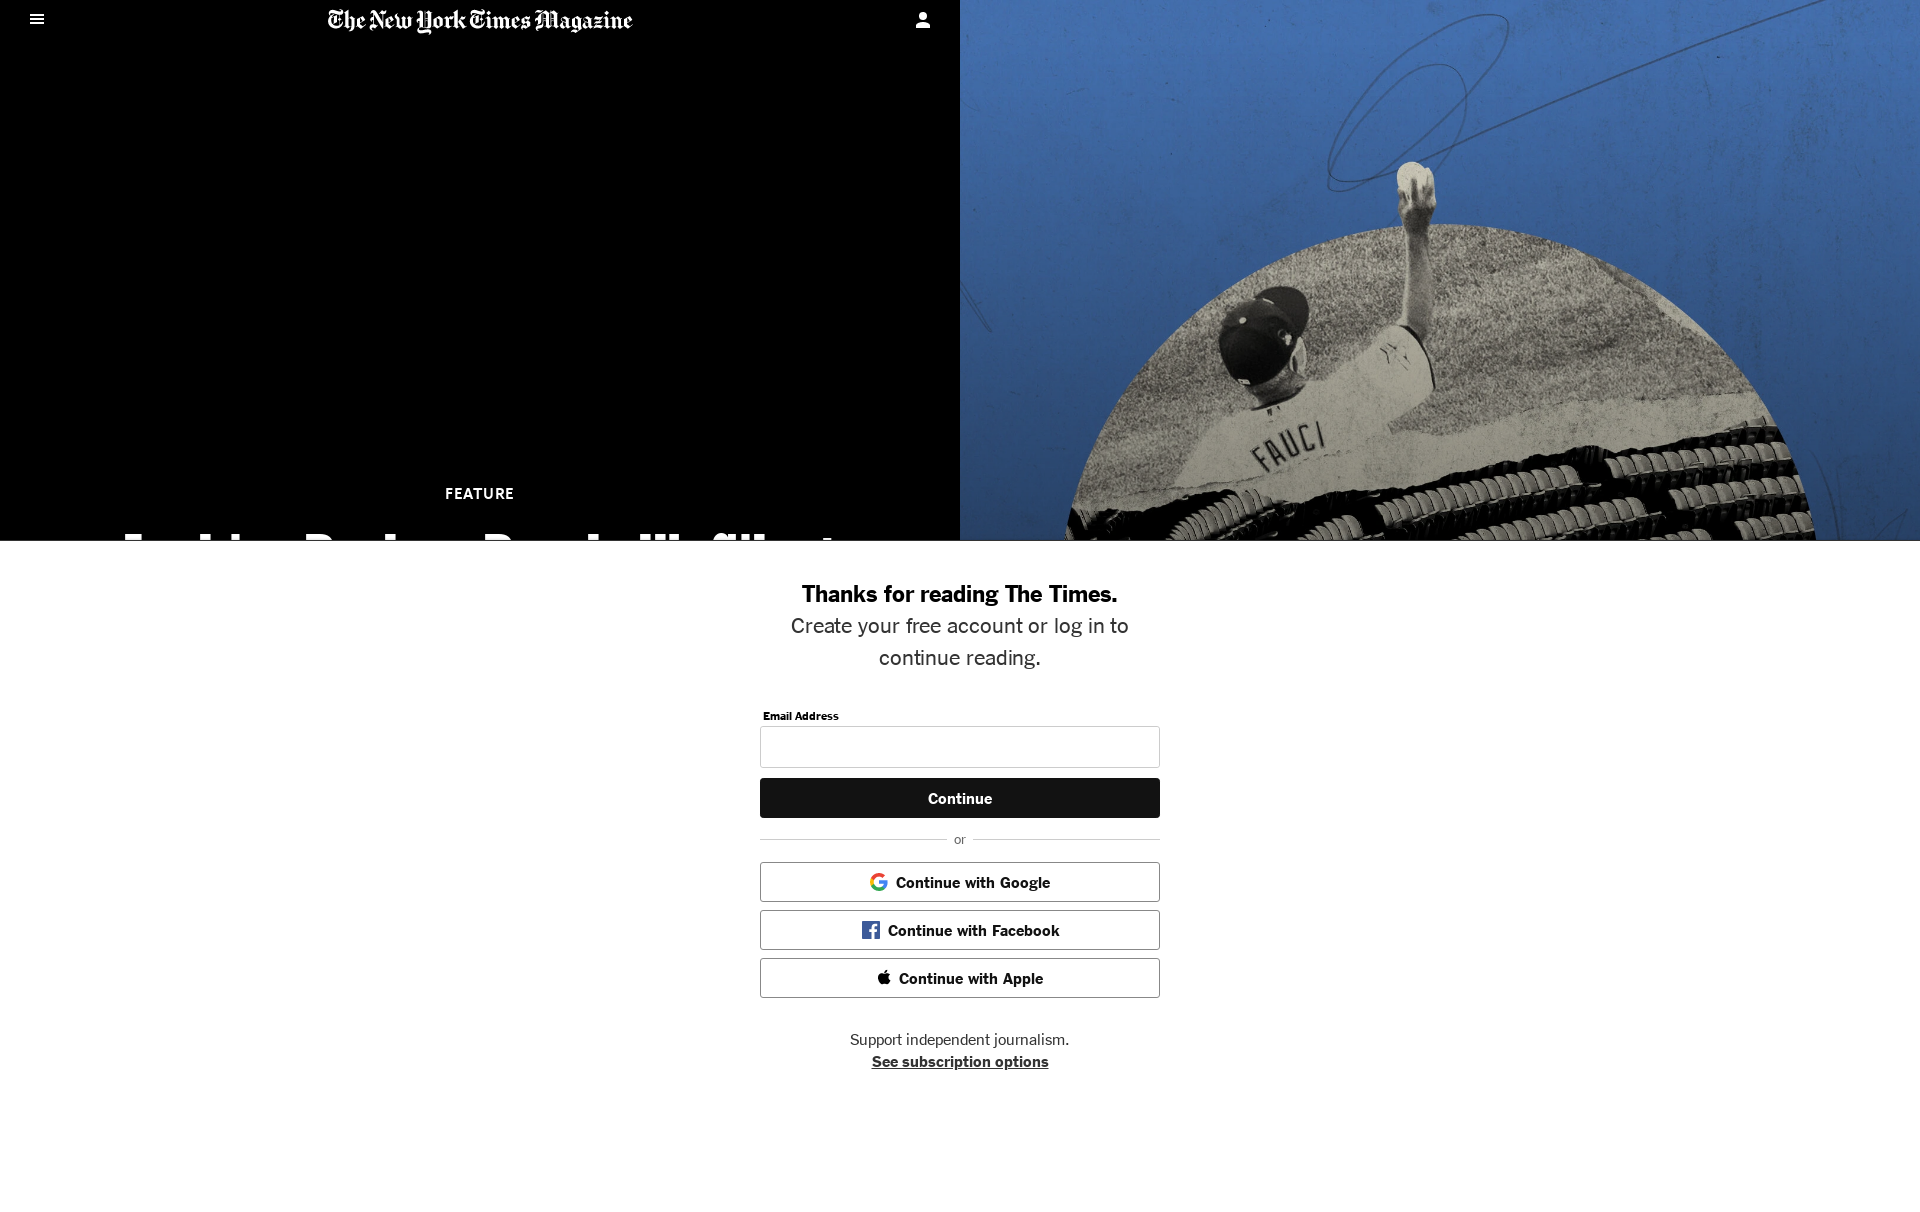 The New York Times Magazine
FAUCI
FEATURE
Thanks for reading The Times.
Create your free account or log in to
continue reading.
Email Address
Continue
or
Continue with Google
Continue with Facebook
Continue with Apple
Support independent journalism.
See subscription options